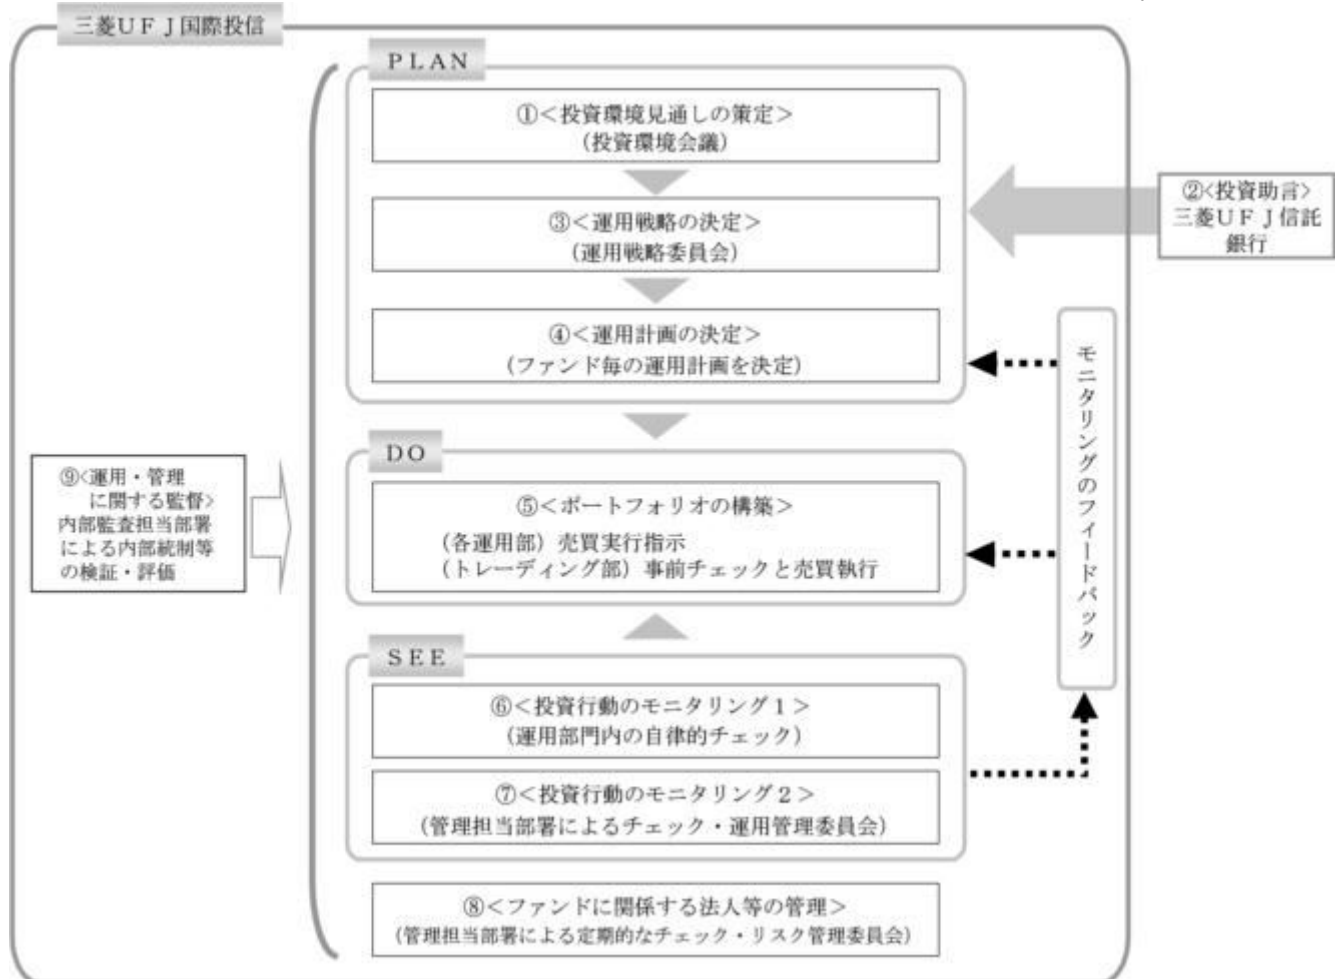 三菱ＵＦＪ国際投信
ＰＬＡＮ
①＜投資環境見通しの策定＞
（投資環境会議）
②<投資助言>
三菱ＵＦＪ信託
銀行
③＜運用戦略の決定＞
（運用戦略委員会）
④＜運用計画の決定＞
（ファンド毎の運用計画を決定）
モニタリングのフィードバック
ＤＯ
⑤＜ポートフォリオの構築＞
（各運用部）売買実行指示
（トレーディング部）事前チェックと売買執行
⑨<運用・管理
に関する監督>
内部監査担当部署
による内部統制等
の検証・評価
ＳＥＥ
⑥＜投資行動のモニタリング１＞
（運用部門内の自律的チェック）
⑦＜投資行動のモニタリング２＞
（管理担当部署によるチェック・運用管理委員会）
⑧＜ファンドに関係する法人等の管理＞
（管理担当部署による定期的なチェック・リスク管理委員会）